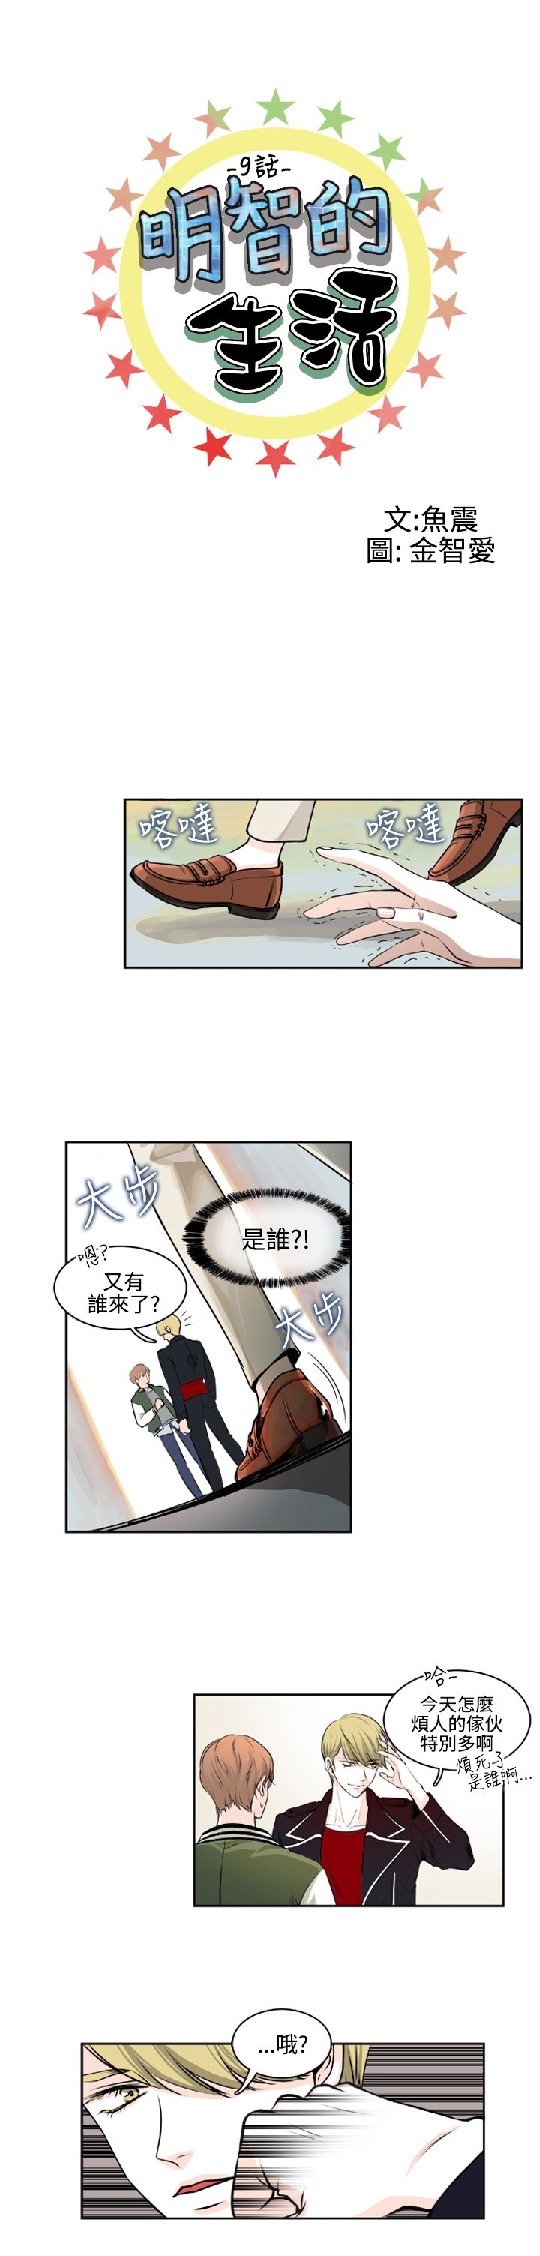 -9話-
明智的
生活
文:魚震
圖: 金智愛
喀噠
喀噠
大步
是誰?!
嗯?
又有
誰來了?
大步
哈-
今天怎麼
煩人的傢伙
特別多啊
煩死了
是誰啊...
...哦?